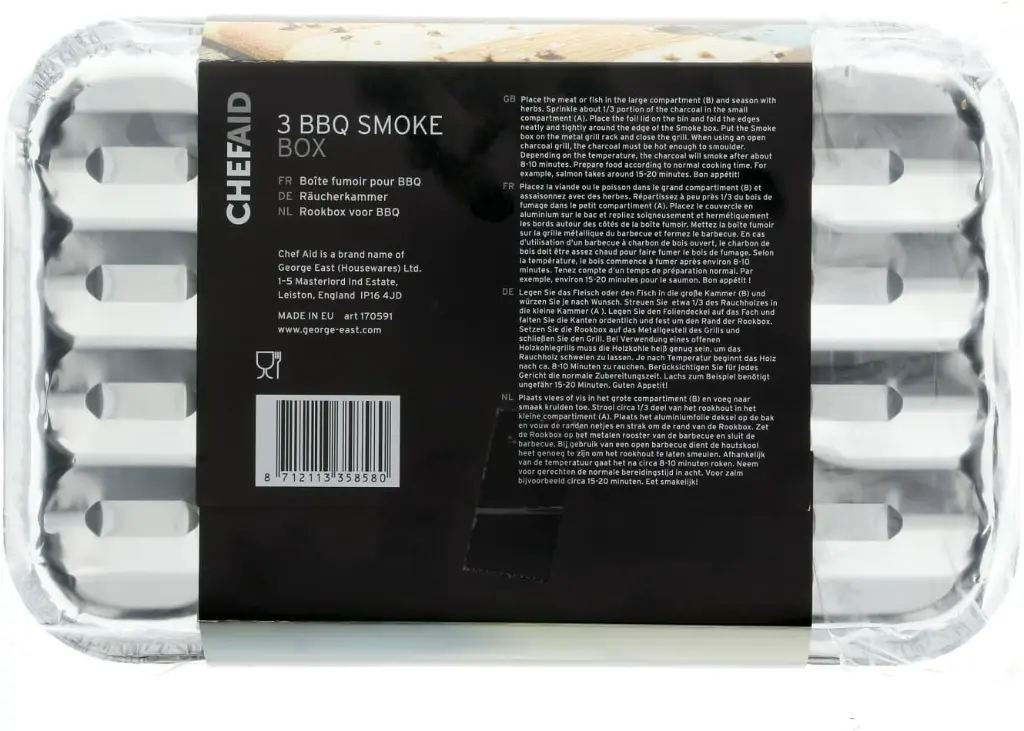 CHEFAID
3 BBQ SMOKE
BOX
FR Boîte fumoir pour BBQ
DE Räucherkammer
NL Rookbox voor BBQ
Chef Aid is a brand name of
George East (Housewares) Ltd.
1-5 Masterlord Ind Estate,
Leiston, England IP16 4JD
MADE IN EU art 170591
www.george-east.com
8 712113 358580
GB Place the meat or fish in the large compartment (B) and season with
herbs. Sprinkle about 1/3 portion of the charcoal in the small
compartment (A). Place the foil lid on the bin and fold the edges
neatly and tightly around the edge of the Smoke box. Put the Smoke
box on the metal grill rack and close the grill. When using an open
charcoal grill, the charcoal must be hot enough to smoulder.
Depending on the temperature, the charcoal will smoke after about
8-10 minutes. Prepare food according to normal cooking time. For
example, salmon takes around 15-20 minutes. Bon appétit!
FR Placez la viande ou le poisson dans le grand compartiment (B) et
assaisonnez avec des herbes. Répartissez à peu près 1/3 du bois de
fumage dans le petit compartiment (A). Placez le couvercle en
aluminium sur le bac et repliez soigneusement et hermétiquement
les bords autour des côtés de la boîte fumoir. Mettez la boîte fumoir
sur la grille métallique du barbecue et fermez le barbecue. En cas
d'utilisation d'un barbecue à charbon de bois ouvert, le charbon de
bois doit être assez chaud pour faire fumer le bois de fumage. Selon
la température, le bois commence à fumer après environ 8-10
minutes. Tenez compte d'un temps de préparation normal. Par
exemple, environ 15-20 minutes pour le saumon. Bon appétit !
DE Legen Sie das Fleisch oder den Fisch in die große Kammer (B) und
würzen Sie je nach Wunsch. Streuen Sie etwa 1/3 des Rauchholzes in
die kleine Kammer (A ). Legen Sie den Foliendeckel auf das Fach und
falten Sie die Kanten ordentlich und fest um den Rand der Rookbox.
Setzen Sie die Rookbox auf das Metallgestell des Grills und
schließen Sie den Grill. Bei Verwendung eines offenen
Holzkohlegrills muss die Holzkohle heiß genug sein, um das
Rauchholz schwelen zu lassen. Je nach Temperatur beginnt das Holz
nach ca. 8-10 Minuten zu rauchen. Berücksichtigen Sie für jedes
Gericht die normale Zubereitungszeit. Lachs zum Beispiel benötigt
ungefähr 15-20 Minuten. Guten Appetit!
NL Plaats vlees of vis in het grote compartiment (B) en voeg naar
smaak kruiden toe. Strooi circa 1/3 deel van het rookhout in het
kleine compartiment (A). Plaats het aluminiumfolie deksel op de bak
en vouw de randen netjes en strak om de rand van de Rookbox. Zet
de Rookbox op het metalen rooster van de barbecue en sluit de
barbecue. Bij gebruik van een open barbecue dient de houtskool
heet genoeg te zijn om het rookhout te laten smeulen. Afhankelijk
van de temperatuur gaat het na circa 8-10 minuten roken. Neem
voor gerechten de normale bereidingstijd in acht. Voor zalm
bijvoorbeeld circa 15-20 minuten. Eet smakelijk!